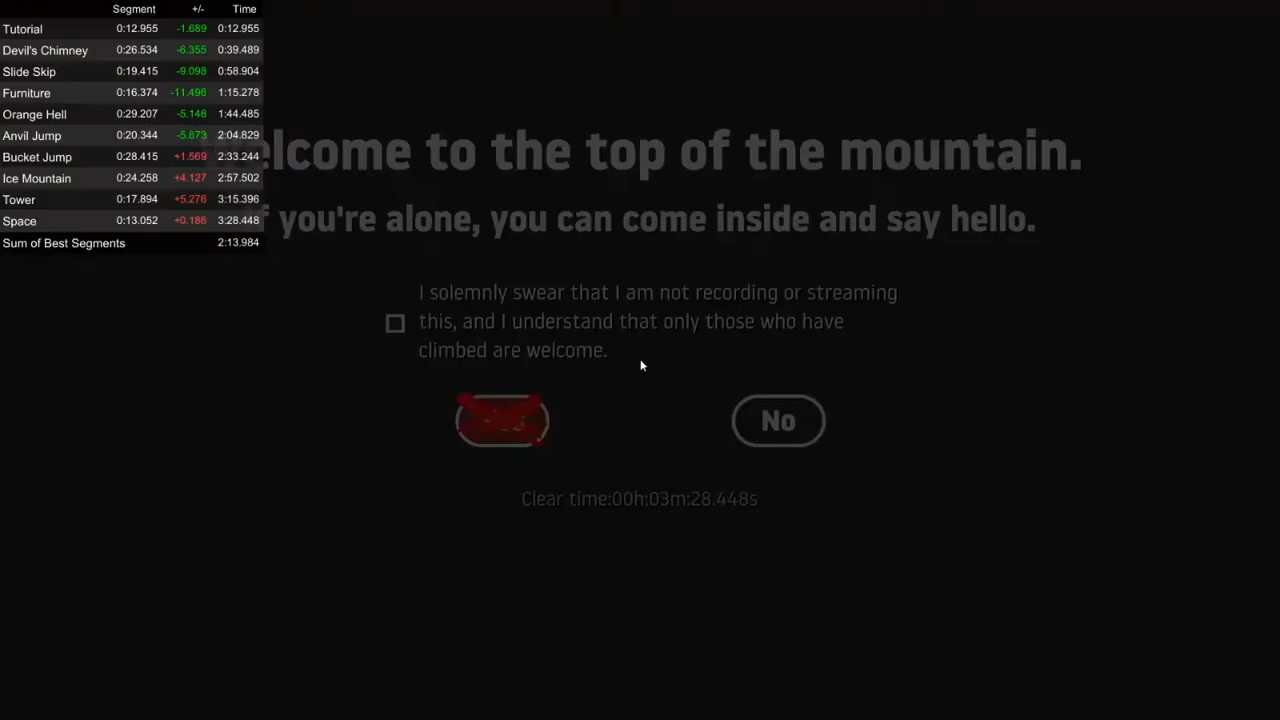 Segment +/- Time
Tutorial 0:12.955 -1.689 0:12.955
Devil's Chimney 0:26.534 -6.355 0:39.489
Slide Skip 0:19.415 -9.098 0:58.904
Furniture 0:16.374 -11.496 1:15.278
Orange Hell 0:29.207 -5.148 1:44.485
Anvil Jump 0:20.344 -5.873 2:04.829
Bucket Jump 0:28.415 +1.569 2:33.244
Ice Mountain 0:24.258 +4.127 2:57.502
Tower 0:17.894 +5.276 3:15.396
Space 0:13.052 +0.186 3:28.448
Sum of Best Segments 2:13.984
Welcome to the top of the mountain.
If you're alone, you can come inside and say hello.
I solemnly swear that I am not recording or streaming
this, and I understand that only those who have
climbed are welcome.
No
Clear time:00h:03m:28.448s